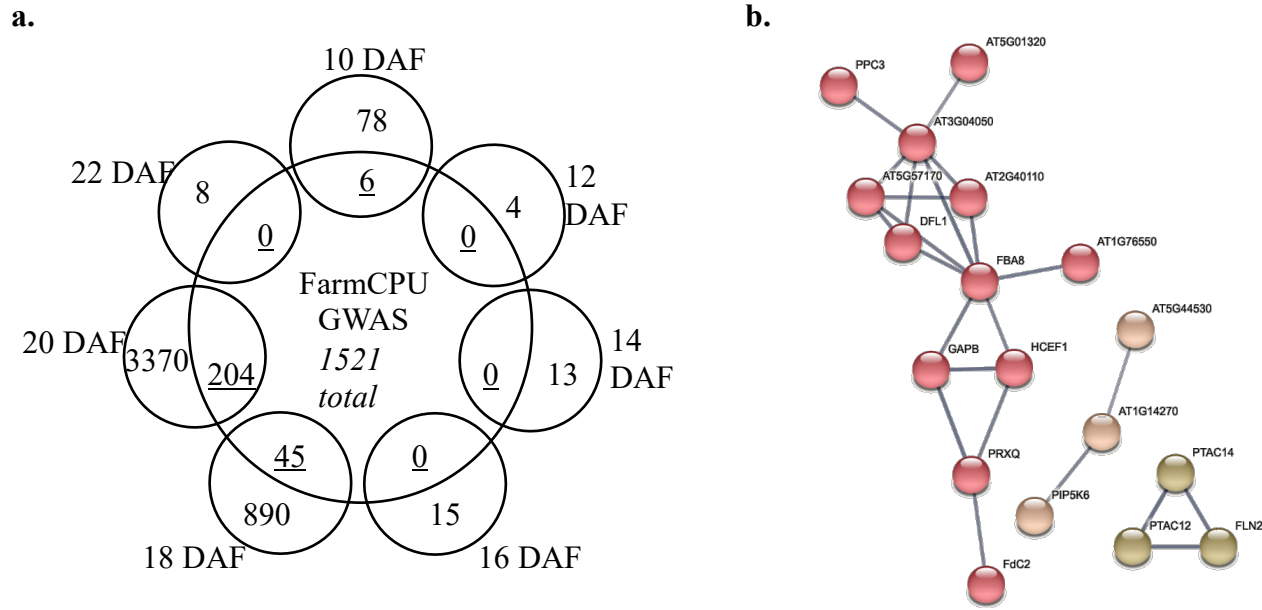 a.
10 DAF
78
6
22 DAF
8
0
12
DAF
4
0
FarmCPU
GWAS
1521
total
20 DAF
3370
204
14
DAF
0
13
45
890
18 DAF
0
15
16 DAF
b.
AT5G01320
PPC3
AT3G04050
AT5G57170
AT2G40110
DFL1
AT1G76550
FBA8
AT5G44530
GAPB
HCEF1
AT1G14270
PRXQ
PTAC14
PIP5K6
PTAC12
FLN2
FdC2